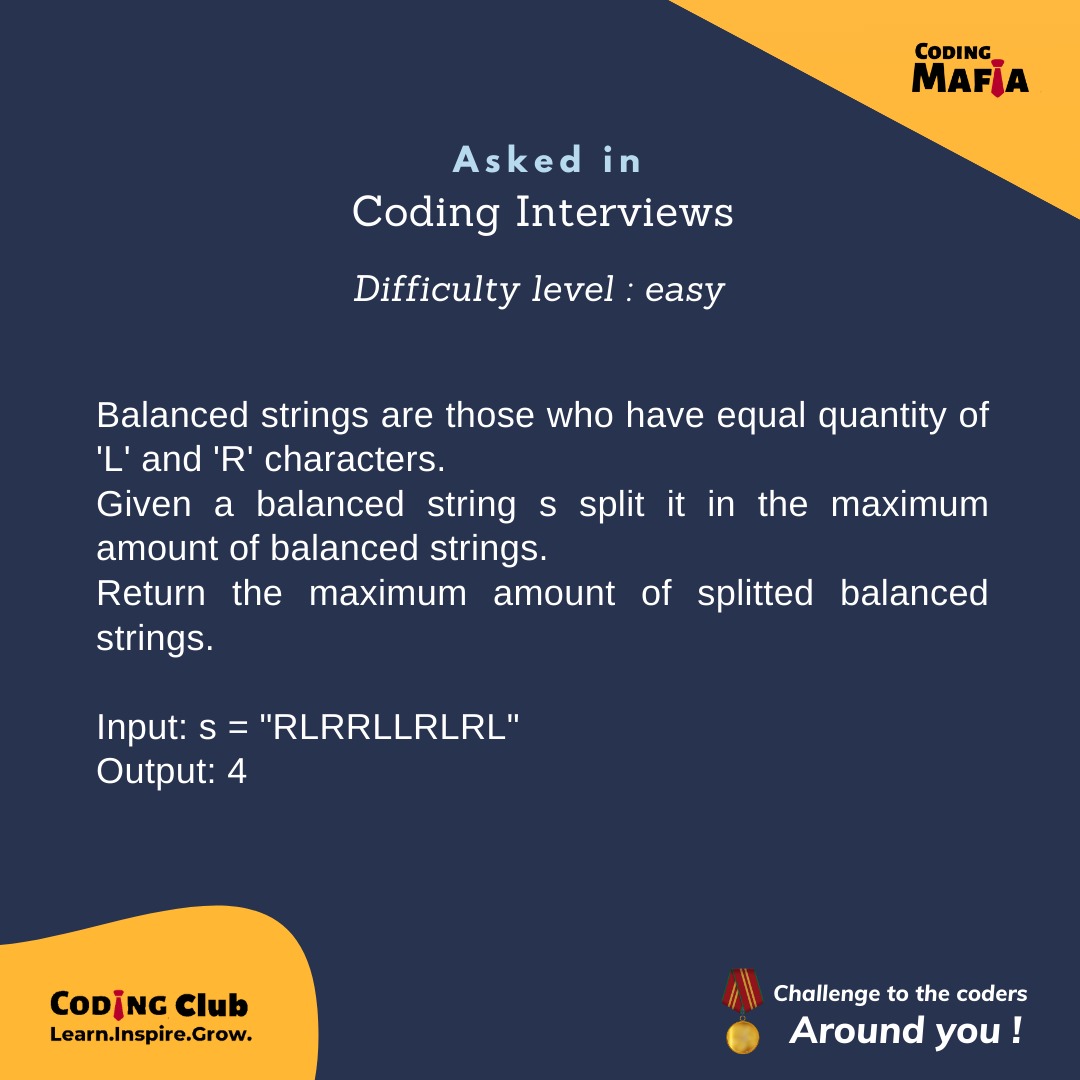 CODING
MAFIA
Asked in
Coding Interviews
Difficulty level : easy
Balanced strings are those who have equal quantity of
'L' and 'R' characters.
Given a balanced string s split it in the maximum
amount of balanced strings.
Return the maximum amount of splitted balanced
strings.
Input: s = "RLRRLLRLRL"
Output: 4
CODING Club
Learn.Inspire.Grow.
Challenge to the coders
Around you !